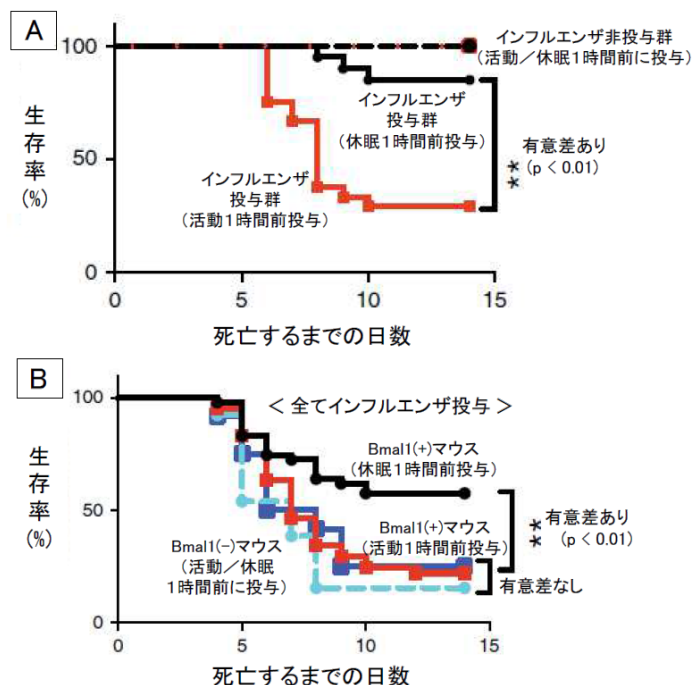 A
100
50
0
生存率
(%)
インフルエンザ非投与群
(活動／休眠１時間前に投与)
インフルエンザ
投与群
(休眠１時間前投与)
有意差あり
(p < 0.01)
**
インフルエンザ
投与群
(活動１時間前投与)
0 5 10 15
死亡するまでの日数
B
100
50
0
生存率
(%)
< 全てインフルエンザ投与 >
Bmal1(+)マウス
(休眠１時間前投与)
Bmal1(+)マウス
(活動１時間前投与)
有意差あり
(p < 0.01)
**
Bmal1(-)マウス
(活動／休眠
１時間前に投与)
有意差なし
0 5 10 15
死亡するまでの日数